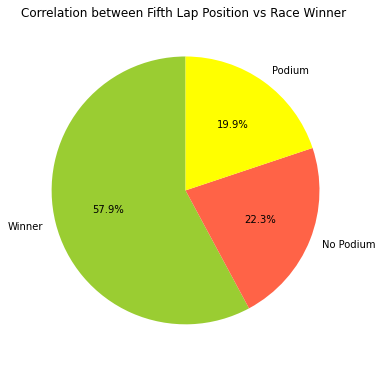 Correlation between Fifth Lap Position vs Race Winner
Podium
19.9%
57.9%
22.3%
Winner
No Podium